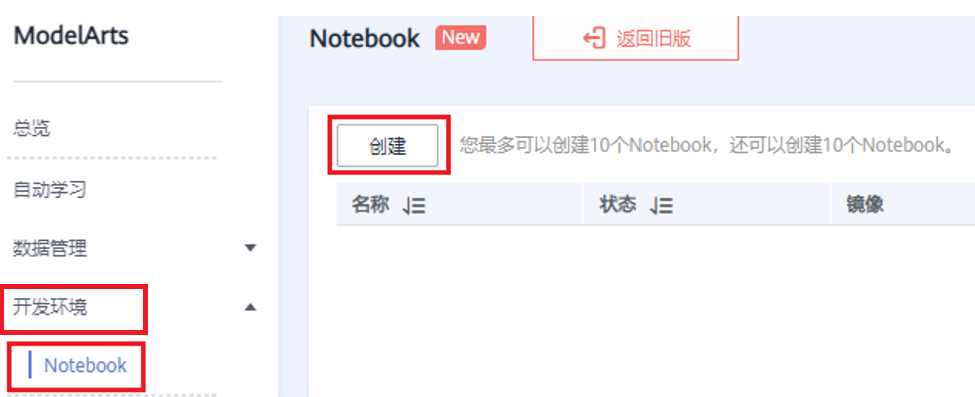 ModelArts
总览
自动学习
数据管理
开发环境
Notebook
Notebook New 返回旧版
创建 您最多可以创建10个Notebook，还可以创建10个Notebook。
名称 状态 镜像